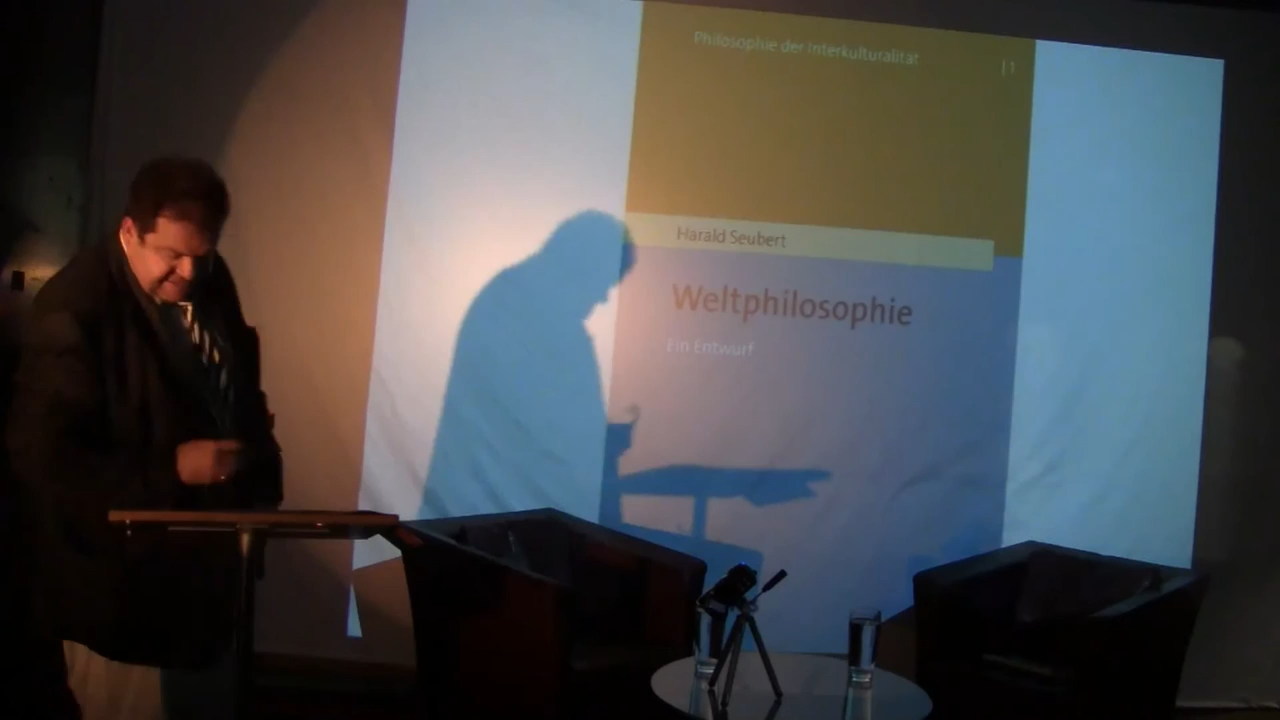 Philosophie der Interkulturalität
| 1
Harald Seubert
Weltphilosophie
Ein Entwurf